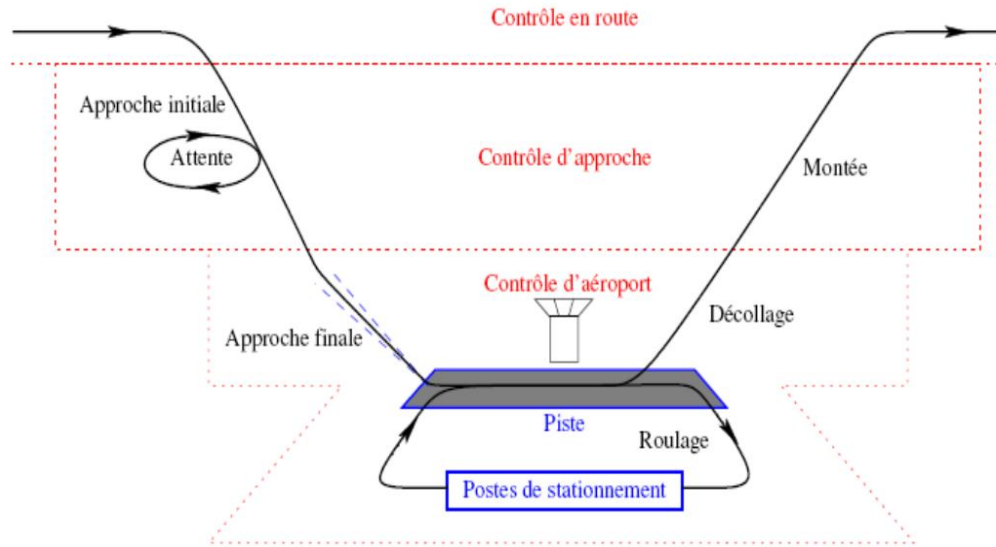 Contrôle en route
Approche initiale
Attente
Contrôle d'approche
Montée
Contrôle d'aéroport
Approche finale
Décollage
Piste
Roulage
Postes de stationnement